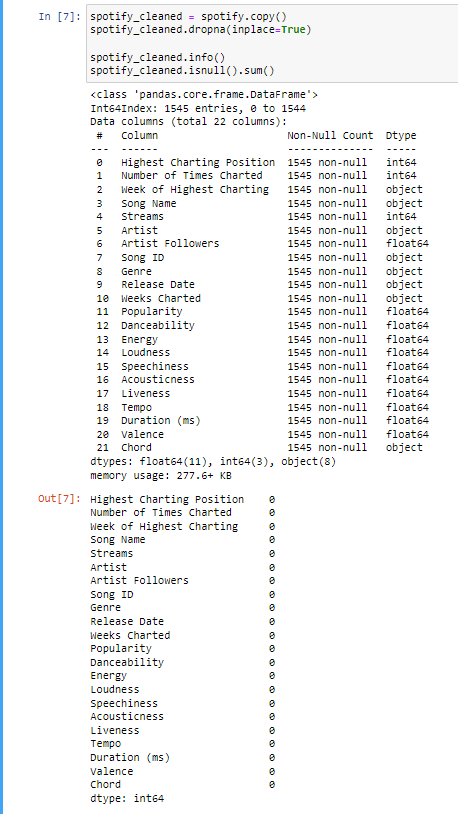 In [7]: spotify_cleaned = spotify.copy()
spotify_cleaned.dropna(inplace=True)
spotify_cleaned.info()
spotify_cleaned.isnull().sum()
<class 'pandas.core.frame.DataFrame'>
Int64Index: 1545 entries, 0 to 1544
Data columns (total 22 columns):
 #   Column                     Non-Null Count  Dtype
---  ------                     --------------  -----
 0   Highest Charting Position  1545 non-null   int64
 1   Number of Times Charted    1545 non-null   int64
 2   Week of Highest Charting   1545 non-null   object
 3   Song Name                  1545 non-null   object
 4   Streams                    1545 non-null   int64
 5   Artist                     1545 non-null   object
 6   Artist Followers           1545 non-null   float64
 7   Song ID                    1545 non-null   object
 8   Genre                      1545 non-null   object
 9   Release Date               1545 non-null   object
 10  Weeks Charted              1545 non-null   object
 11  Popularity                 1545 non-null   float64
 12  Danceability               1545 non-null   float64
 13  Energy                     1545 non-null   float64
 14  Loudness                   1545 non-null   float64
 15  Speechiness                1545 non-null   float64
 16  Acousticness               1545 non-null   float64
 17  Liveness                   1545 non-null   float64
 18  Tempo                      1545 non-null   float64
 19  Duration (ms)              1545 non-null   float64
 20  Valence                    1545 non-null   float64
 21  Chord                      1545 non-null   object
dtypes: float64(11), int64(3), object(8)
memory usage: 277.6+ KB
Out[7]: Highest Charting Position    0
Number of Times Charted      0
Week of Highest Charting     0
Song Name                    0
Streams                      0
Artist                       0
Artist Followers             0
Song ID                      0
Genre                        0
Release Date                 0
Weeks Charted                0
Popularity                   0
Danceability                 0
Energy                       0
Loudness                     0
Speechiness                  0
Acousticness                 0
Liveness                     0
Tempo                        0
Duration (ms)                0
Valence                      0
Chord                        0
dtype: int64